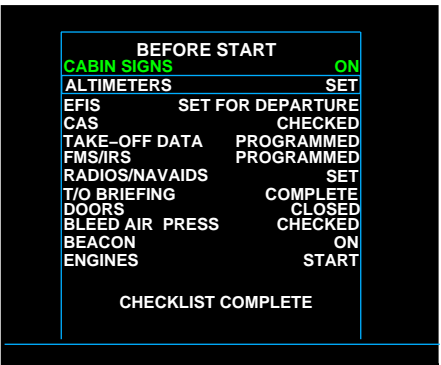 BEFORE START
CABIN SIGNS ON
ALTIMETERS SET
EFIS SET FOR DEPARTURE
CAS CHECKED
TAKE–OFF DATA PROGRAMMED
FMS/IRS PROGRAMMED
RADIOS/NAVAIDS SET
T/O BRIEFING COMPLETE
DOORS CLOSED
BLEED AIR PRESS CHECKED
BEACON ON
ENGINES START
CHECKLIST COMPLETE